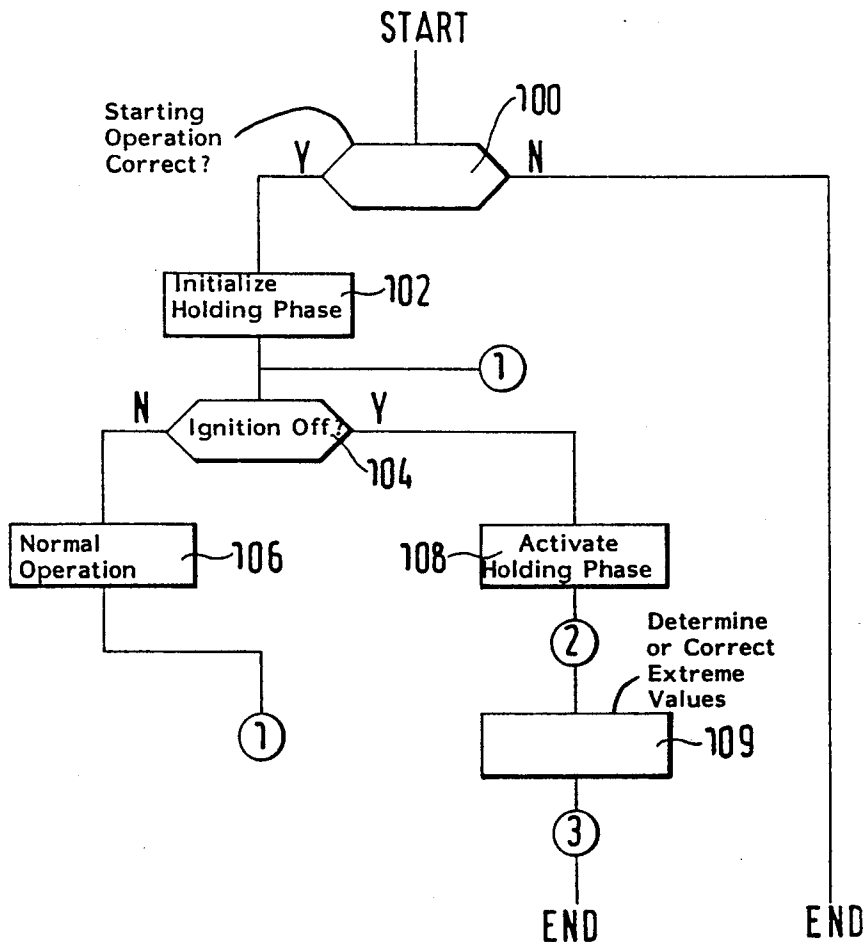 START
100
Starting
Operation
Correct?
Y
N
Initialize
Holding Phase
102
1
N
Ignition Off?
Y
104
Normal
Operation
106
108
Activate
Holding Phase
2
Determine
or Correct
Extreme
Values
109
1
3
END
END